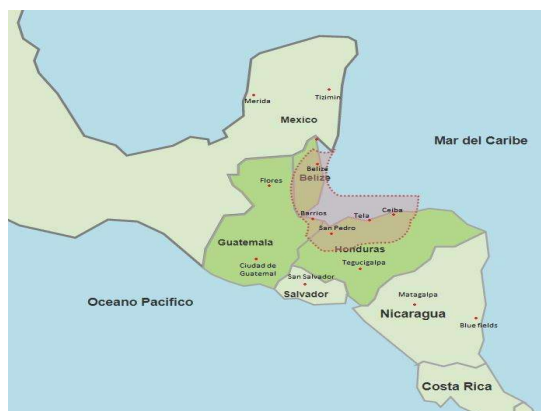 Merida
Tizimin
Mexico
Mar del Caribe
Belize
Belize
Flores
Barrios
Tela
Ceiba
San Pedro
Guatemala
Honduras
Ciudad de
Guatemal
Tegucigalpa
San Salvador
Salvador
Oceano Pacifico
Matagalpa
Nicaragua
Blue fields
Costa Rica